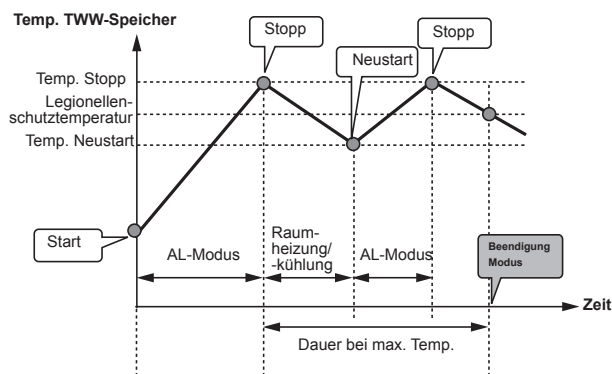 Temp. TWW-Speicher
Stopp
Stopp
Neustart
Temp. Stopp
Legionellen-
schutztemperatur
Temp. Neustart
Start
AL-Modus
Raum-
heizung/
-kühlung
AL-Modus
Beendigung
Modus
Zeit
Dauer bei max. Temp.